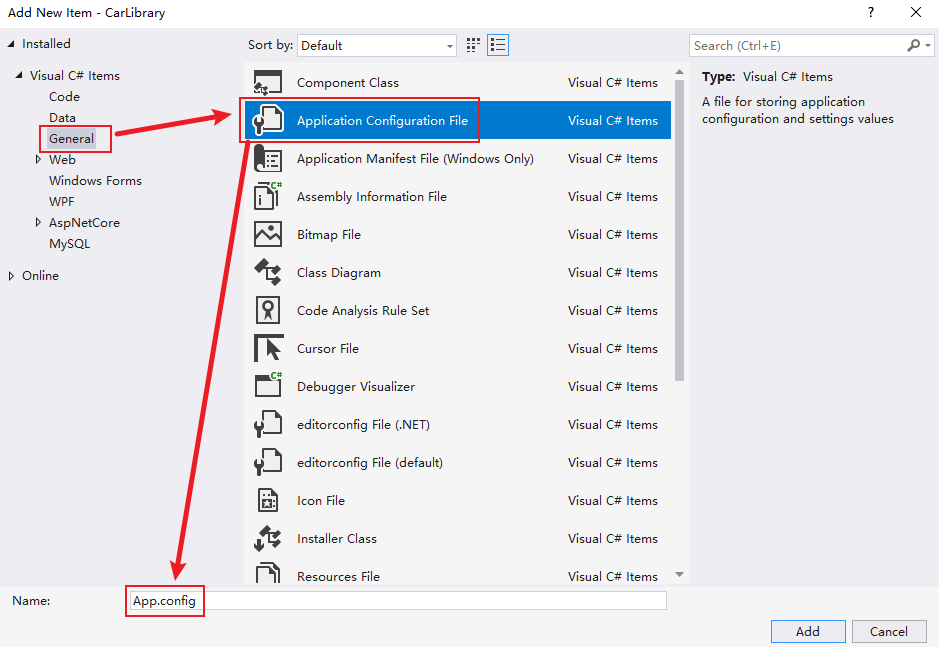 Add New Item - CarLibrary
?
Installed
Sort by: Default
Search (Ctrl+E)
Visual C# Items
Code
Data
General
Web
Windows Forms
WPF
AspNetCore
MySQL
Online
Component Class Visual C# Items
Application Configuration File Visual C# Items
Application Manifest File (Windows Only) Visual C# Items
C# Assembly Information File Visual C# Items
Bitmap File Visual C# Items
Class Diagram Visual C# Items
Code Analysis Rule Set Visual C# Items
Cursor File Visual C# Items
C# Debugger Visualizer Visual C# Items
editorconfig File (.NET) Visual C# Items
editorconfig File (default) Visual C# Items
Icon File Visual C# Items
Installer Class Visual C# Items
Resources File Visual C# Items
Type: Visual C# Items
A file for storing application
configuration and settings values
Name: App.config
Add Cancel